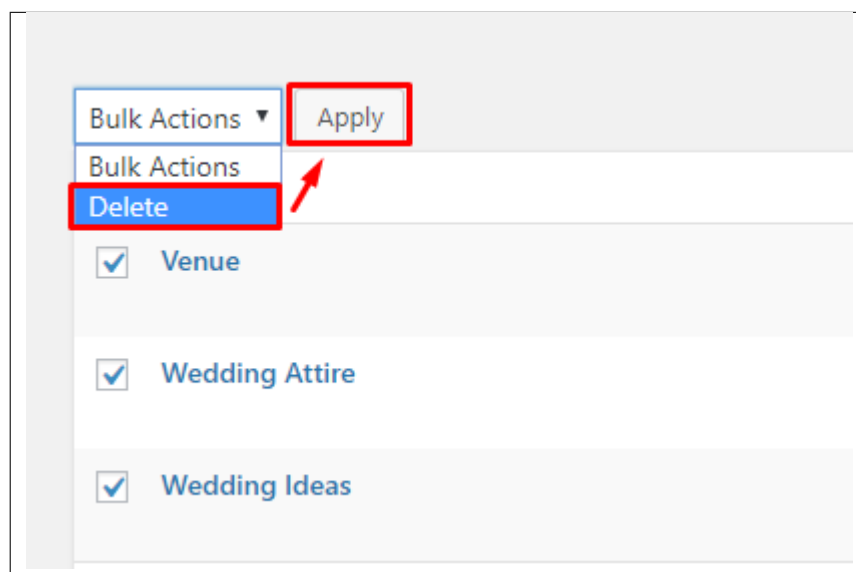 Bulk Actions ▼ Apply
Bulk Actions
Delete
Venue
Wedding Attire
Wedding Ideas